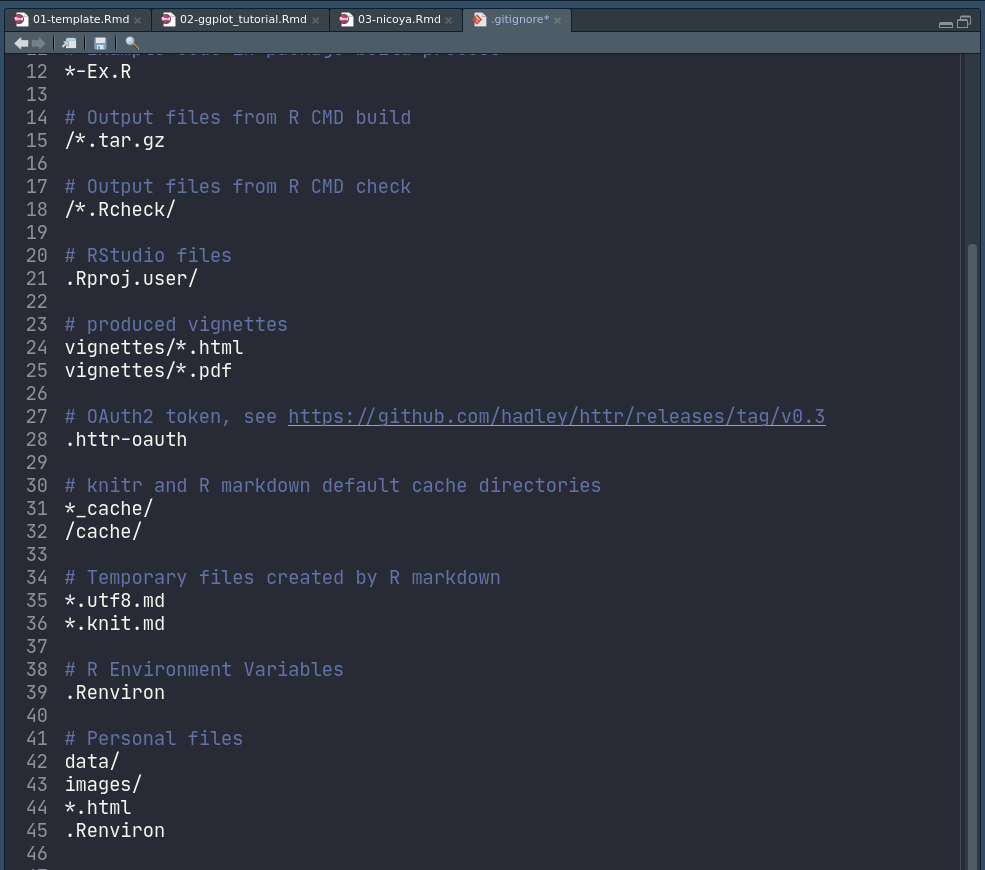 01-template.Rmd × 02-ggplot_tutorial.Rmd × 03-nicoya.Rmd × .gitignore* ×
12 *-Ex.R
13
14 # Output files from R CMD build
15 /*.tar.gz
16
17 # Output files from R CMD check
18 /*.Rcheck/
19
20 # RStudio files
21 .Rproj.user/
22
23 # produced vignettes
24 vignettes/*.html
25 vignettes/*.pdf
26
27 # OAuth2 token, see https://github.com/hadley/httr/releases/tag/v0.3
28 .httr-oauth
29
30 # knitr and R markdown default cache directories
31 *_cache/
32 /cache/
33
34 # Temporary files created by R markdown
35 *.utf8.md
36 *.knit.md
37
38 # R Environment Variables
39 .Renviron
40
41 # Personal files
42 data/
43 images/
44 *.html
45 .Renviron
46